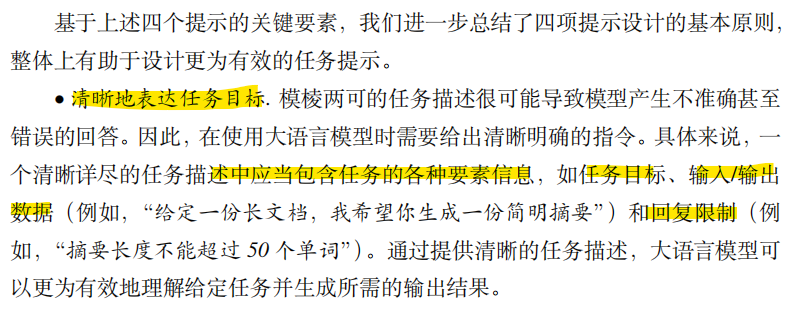 基于上述四个提示的关键要素，我们进一步总结了四项提示设计的基本原则，
整体上有助于设计更为有效的任务提示。
• 清晰地表达任务目标. 模棱两可的任务描述很可能导致模型产生不准确甚至
错误的回答。因此，在使用大语言模型时需要给出清晰明确的指令。具体来说，一
个清晰详尽的任务描述中应当包含任务的各种要素信息，如任务目标、输入/输出
数据（例如，“给定一份长文档，我希望你生成一份简明摘要”）和回复限制（例
如，“摘要长度不能超过 50 个单词”）。通过提供清晰的任务描述，大语言模型可
以更为有效地理解给定任务并生成所需的输出结果。